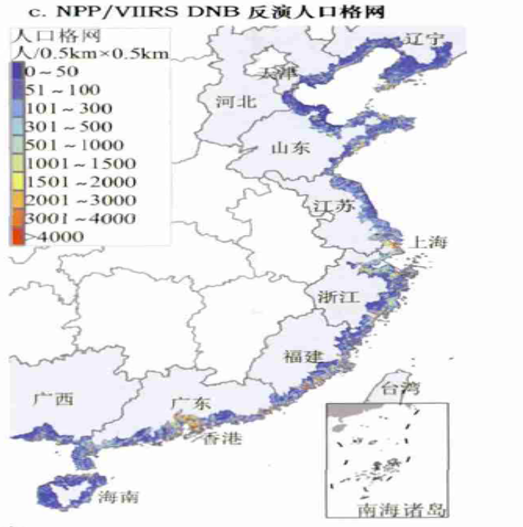 c. NPP/VIIRS DNB 反演人口格网
人口格网
人/0.5km×0.5km
0~50
51~100
101~300
301~500
501~1000
1001~1500
1501~2000
2001~3000
3001~4000
>4000
辽宁
天津
河北
山东
江苏
上海
浙江
福建
台湾
广西
广东
香港
海南
南海诸岛